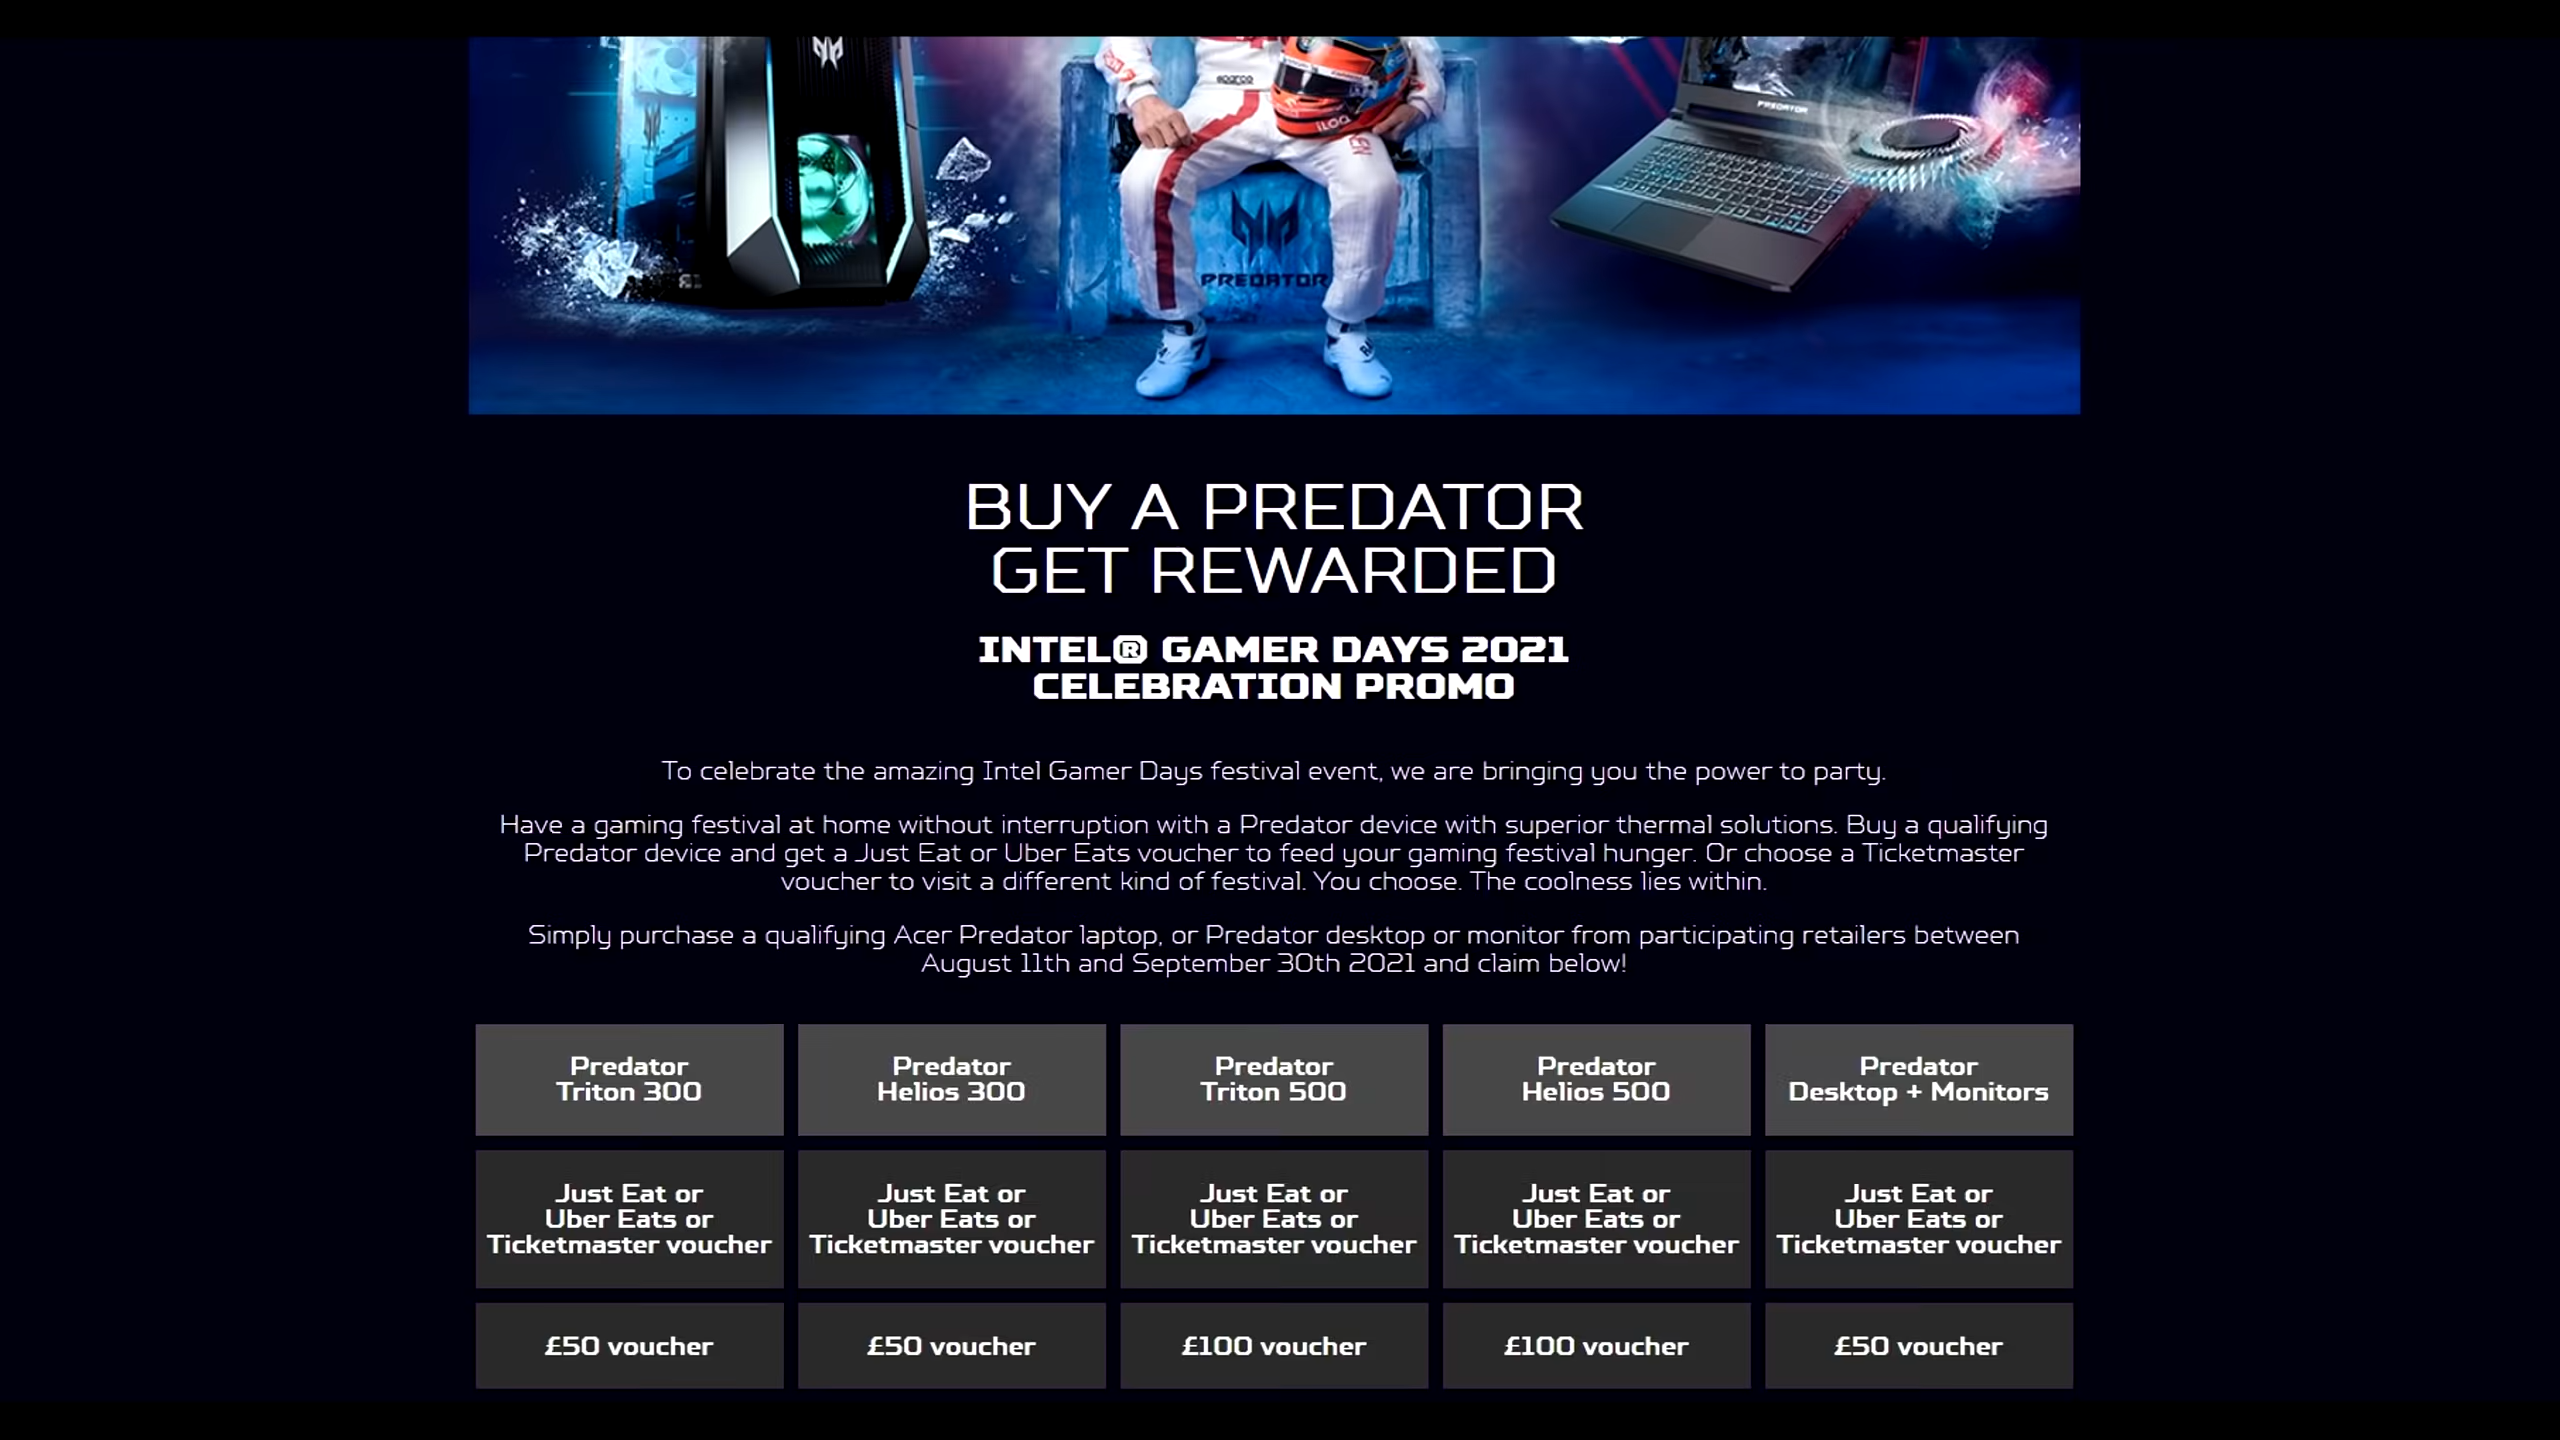 sparco
PREDATOR
iLOQ
PREDATOR
BUY A PREDATOR
GET REWARDED
INTEL® GAMER DAYS 2021
CELEBRATION PROMO
To celebrate the amazing Intel Gamer Days festival event, we are bringing you the power to party.
Have a gaming festival at home without interruption with a Predator device with superior thermal solutions. Buy a qualifying
Predator device and get a Just Eat or Uber Eats voucher to feed your gaming festival hunger. Or choose a Ticketmaster
voucher to visit a different kind of festival. You choose. The coolness lies within.
Simply purchase a qualifying Acer Predator laptop, or Predator desktop or monitor from participating retailers between
August 11th and September 30th 2021 and claim below!
Predator
Triton 300
Predator
Helios 300
Predator
Triton 500
Predator
Helios 500
Predator
Desktop + Monitors
Just Eat or
Uber Eats or
Ticketmaster voucher
Just Eat or
Uber Eats or
Ticketmaster voucher
Just Eat or
Uber Eats or
Ticketmaster voucher
Just Eat or
Uber Eats or
Ticketmaster voucher
Just Eat or
Uber Eats or
Ticketmaster voucher
£50 voucher
£50 voucher
£100 voucher
£100 voucher
£50 voucher